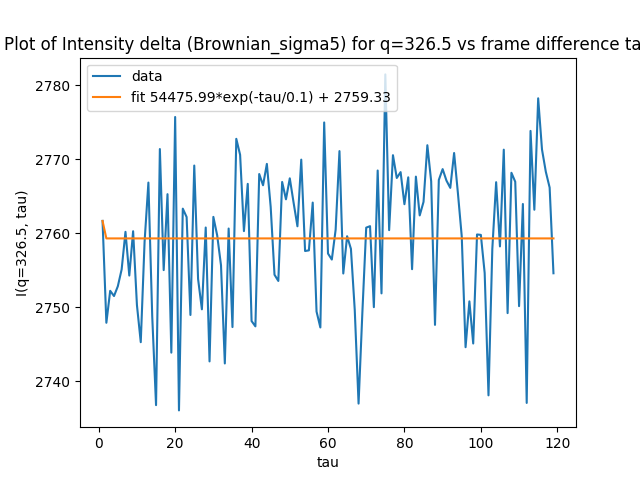 Plot of Intensity delta (Brownian_sigma5) for q=326.5 vs frame difference ta
data
fit 54475.99*exp(-tau/0.1) + 2759.33
2780
2770
2760
2750
2740
I(q=326.5, tau)
0
20
40
60
80
100
120
tau